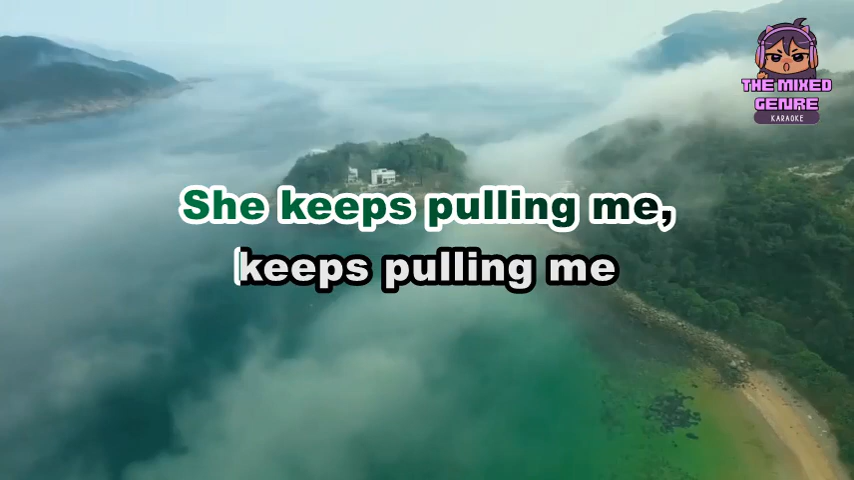 THE MIXED
GENRE
KARAOKE
She keeps pulling me,
keeps pulling me